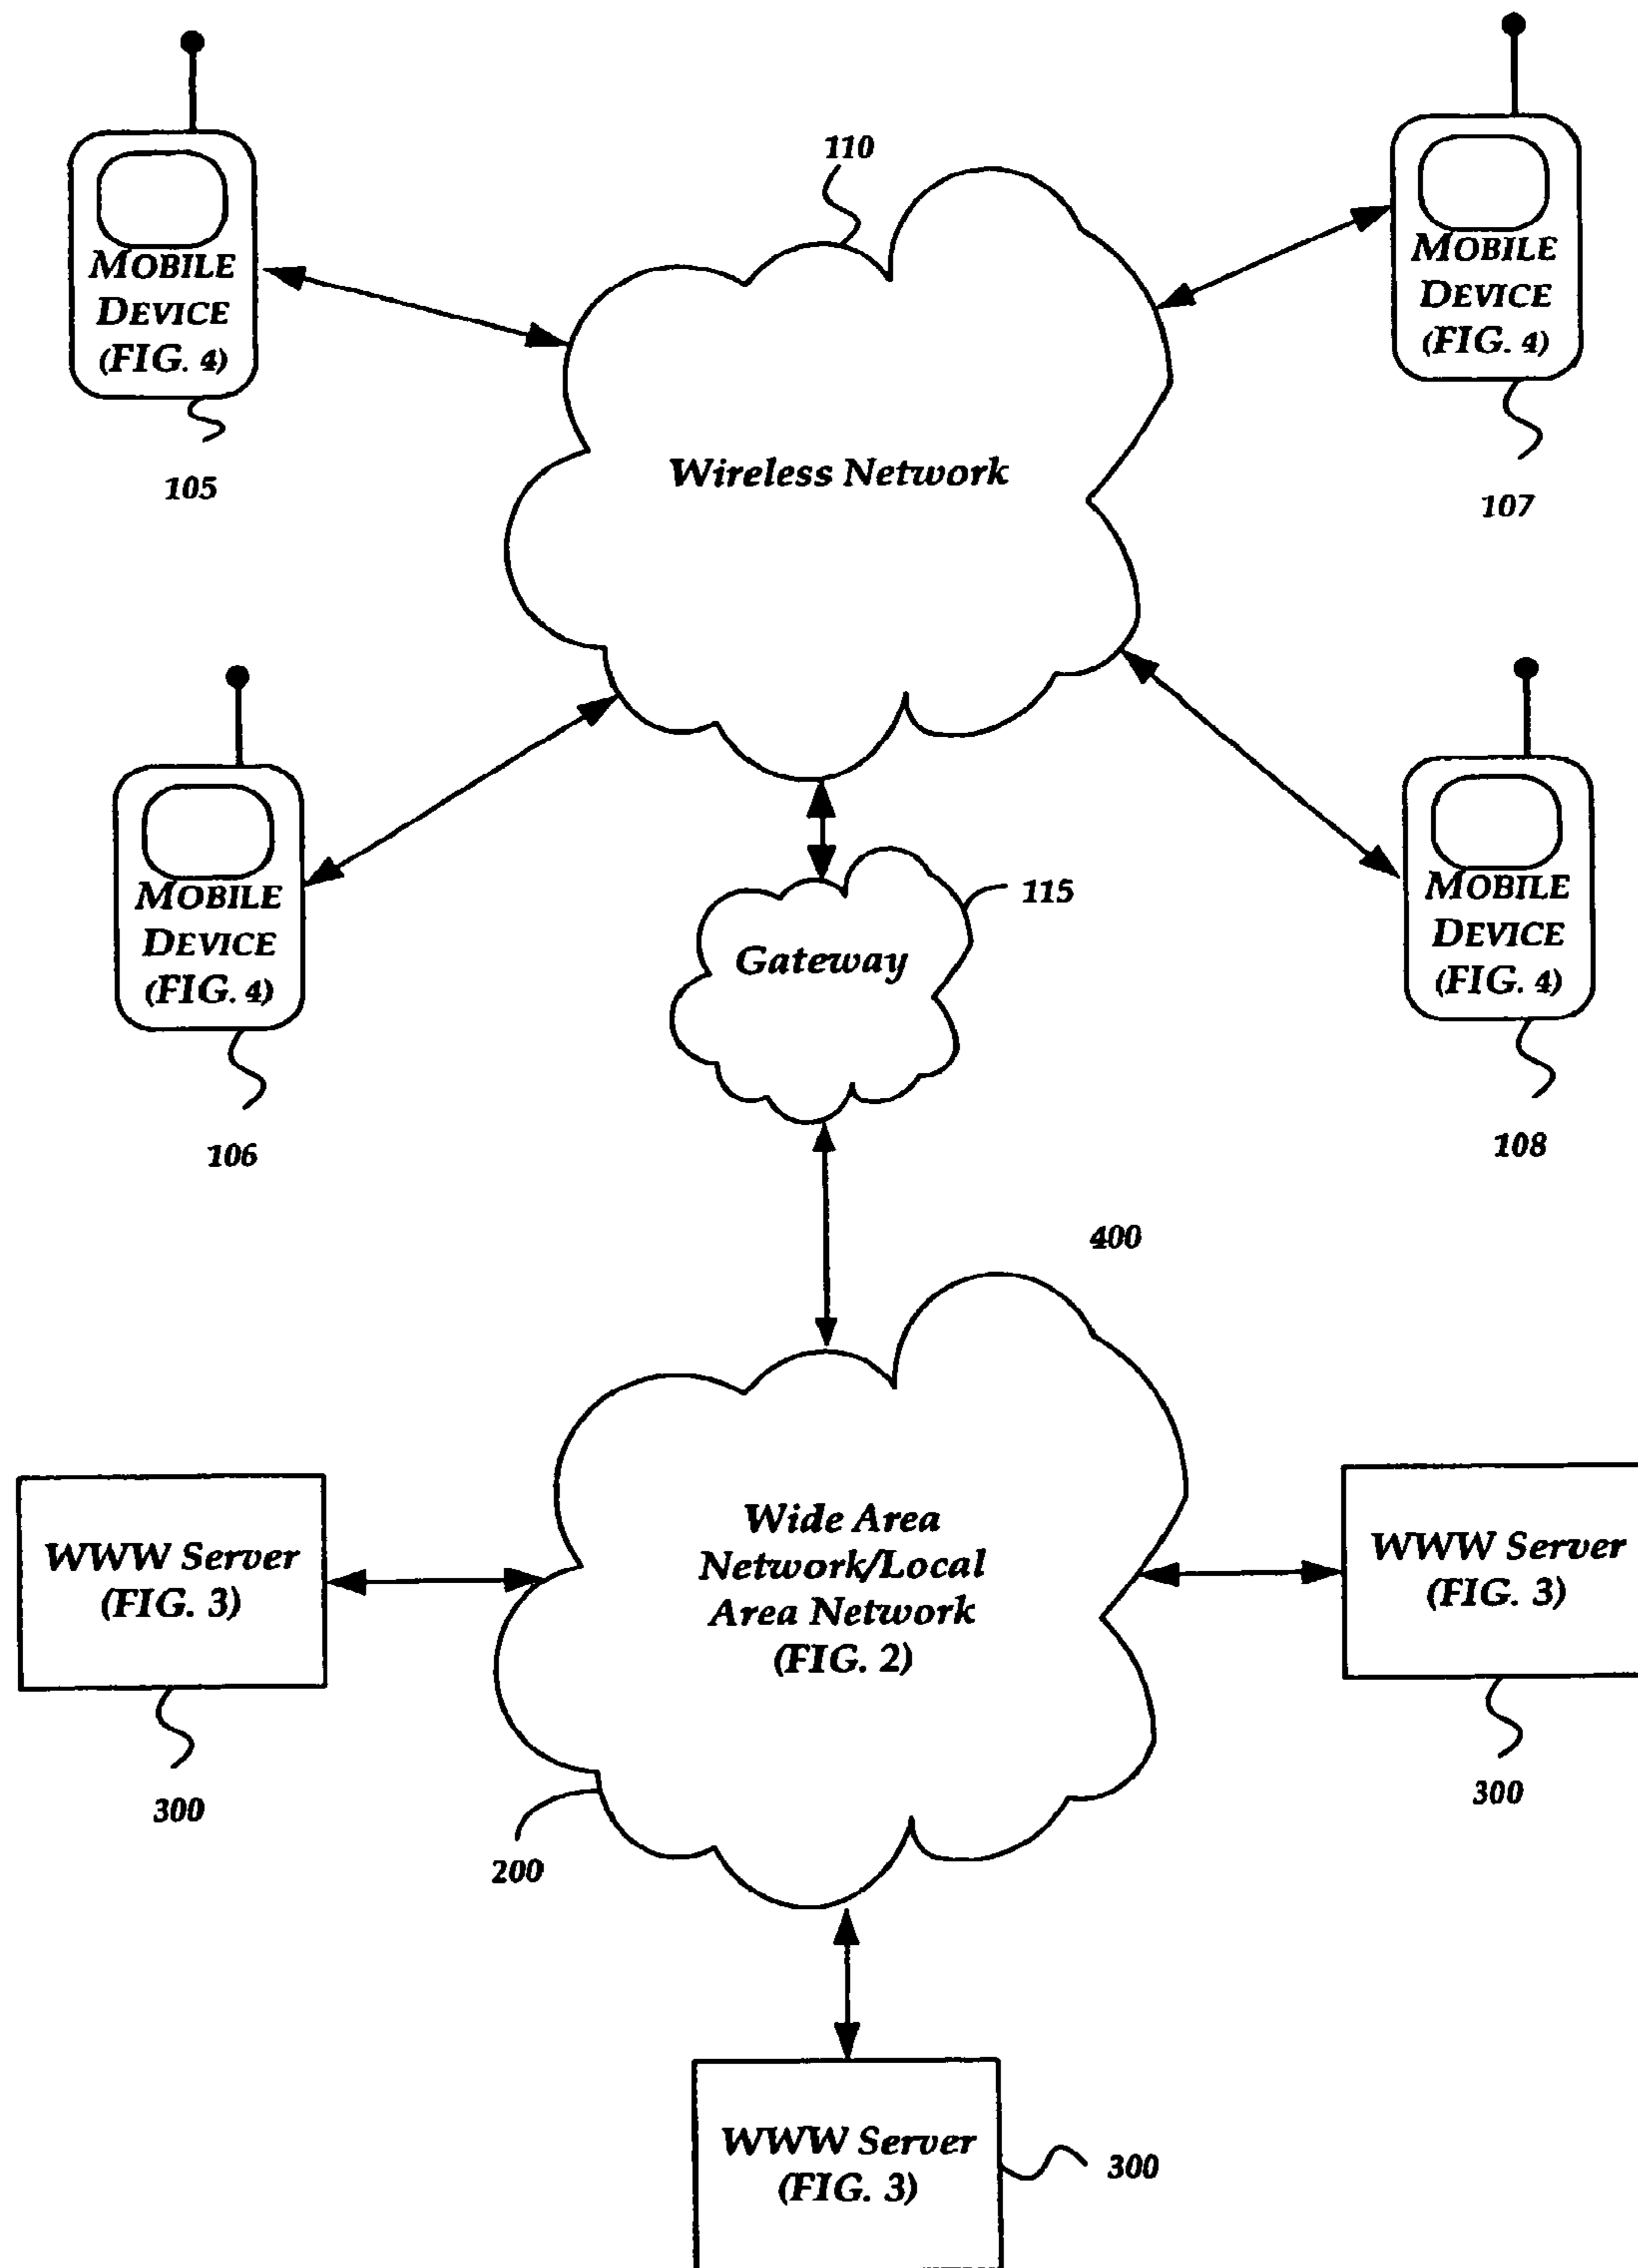 110
MOBILE
DEVICE
(FIG. 4)
105
MOBILE
DEVICE
(FIG. 4)
107
Wireless Network
MOBILE
DEVICE
(FIG. 4)
106
115
Gateway
MOBILE
DEVICE
(FIG. 4)
108
400
WWW Server
(FIG. 3)
300
Wide Area
Network/Local
Area Network
(FIG. 2)
200
WWW Server
(FIG. 3)
300
WWW Server
(FIG. 3)
300